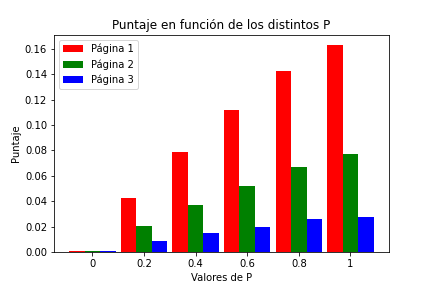 Puntaje en función de los distintos P
Página 1
Página 2
Página 3
0.16
0.14
0.12
0.10
0.08
0.06
0.04
0.02
0.00
Puntaje
0 0.2 0.4 0.6 0.8 1
Valores de P